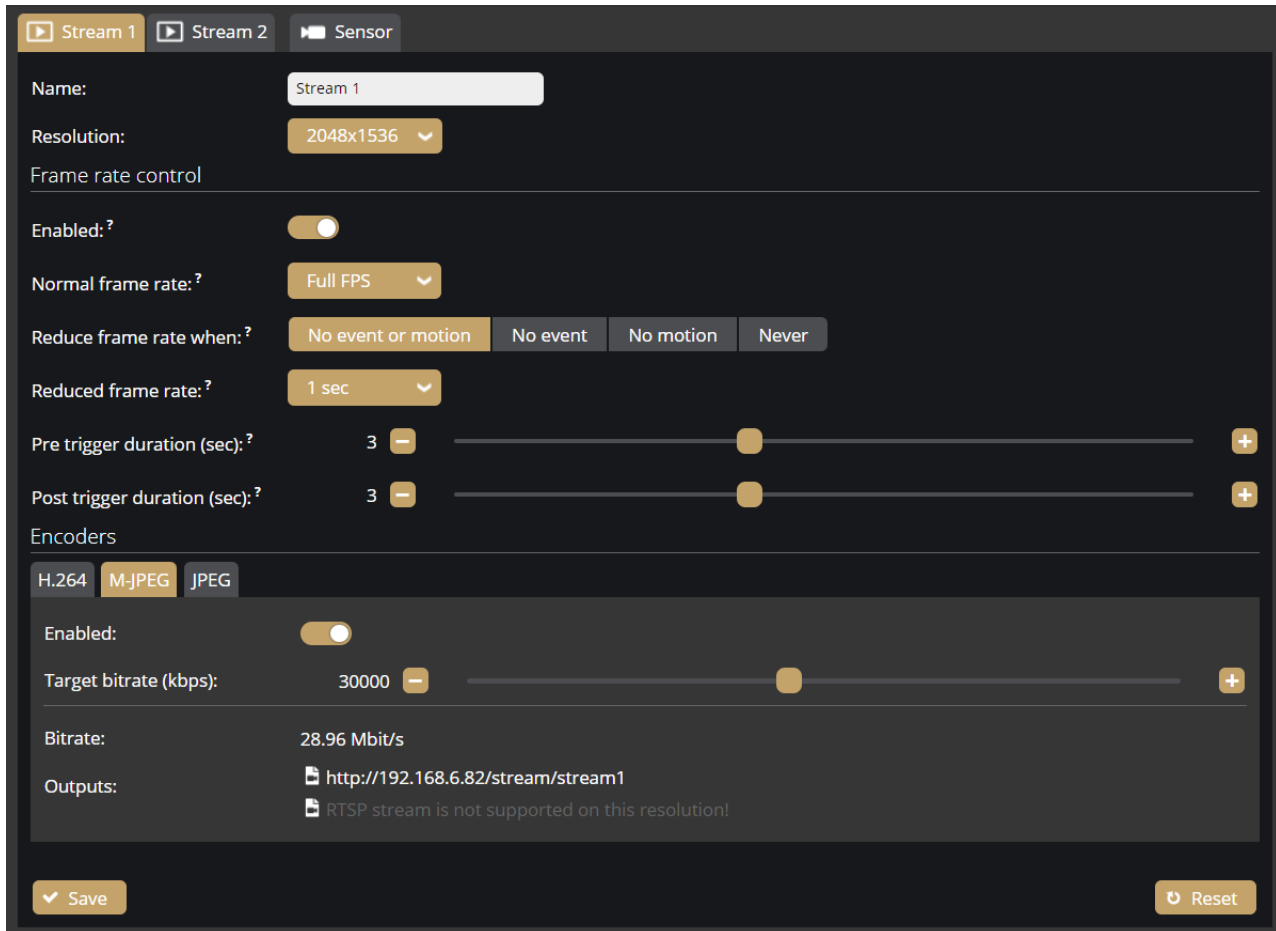 Stream 1 Stream 2 Sensor
Name: Stream 1
Resolution: 2048x1536
Frame rate control
Enabled: ?
Normal frame rate: ? Full FPS
Reduce frame rate when: ? No event or motion No event No motion Never
Reduced frame rate: ? 1 sec
Pre trigger duration (sec): ? 3
Post trigger duration (sec): ? 3
Encoders
H.264 M-JPEG JPEG
Enabled:
Target bitrate (kbps): 30000
Bitrate: 28.96 Mbit/s
Outputs: http://192.168.6.82/stream/stream1
RTSP stream is not supported on this resolution!
Save Reset